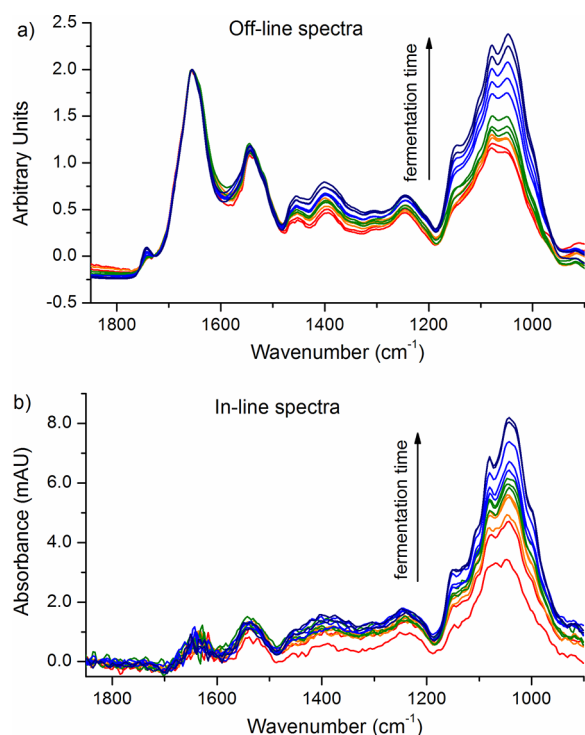 a)
Off-line spectra
fermentation time
Arbitrary Units
2.5
2.0
1.5
1.0
0.5
0.0
-0.5
1800 1600 1400 1200 1000
Wavenumber (cm⁻¹)
b)
In-line spectra
fermentation time
Absorbance (mAU)
8.0
6.0
4.0
2.0
0.0
1800 1600 1400 1200 1000
Wavenumber (cm⁻¹)